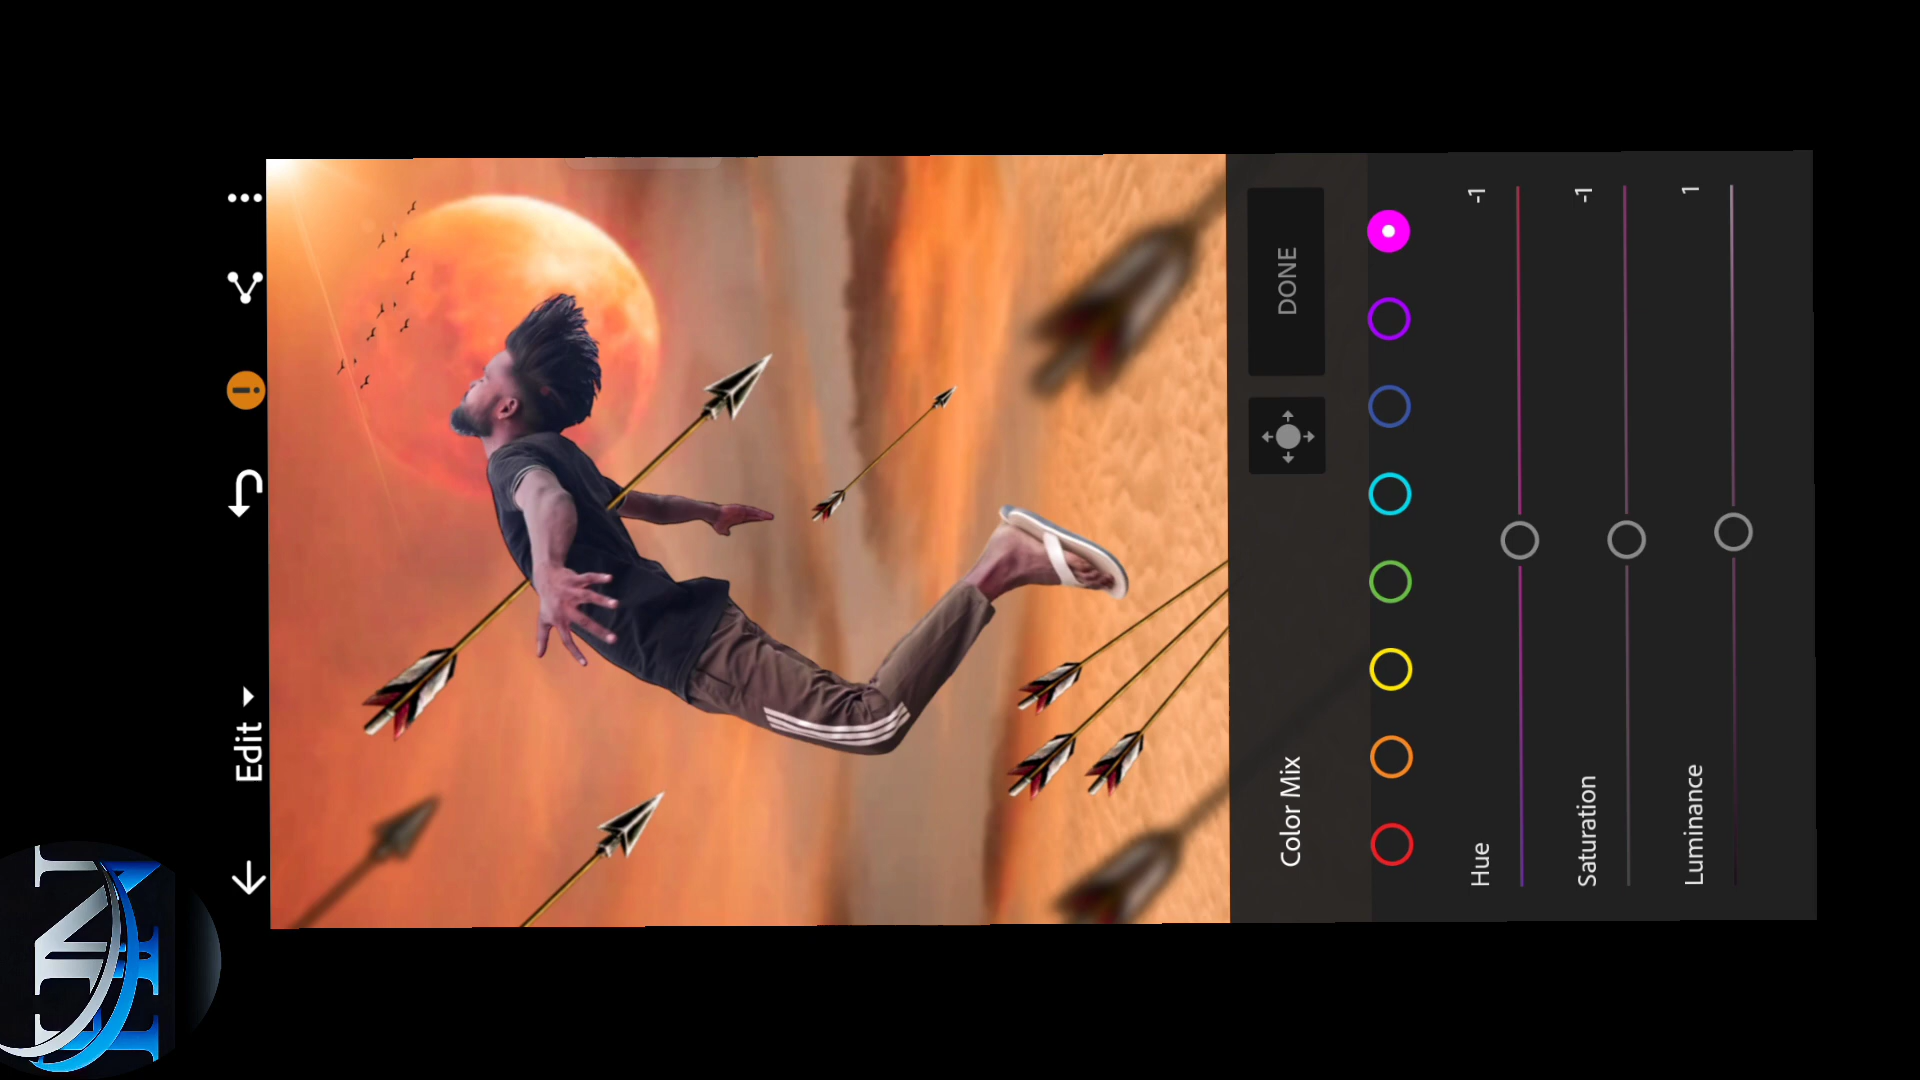 Edit
Color Mix
DONE
Hue -1
Saturation -1
Luminance 1